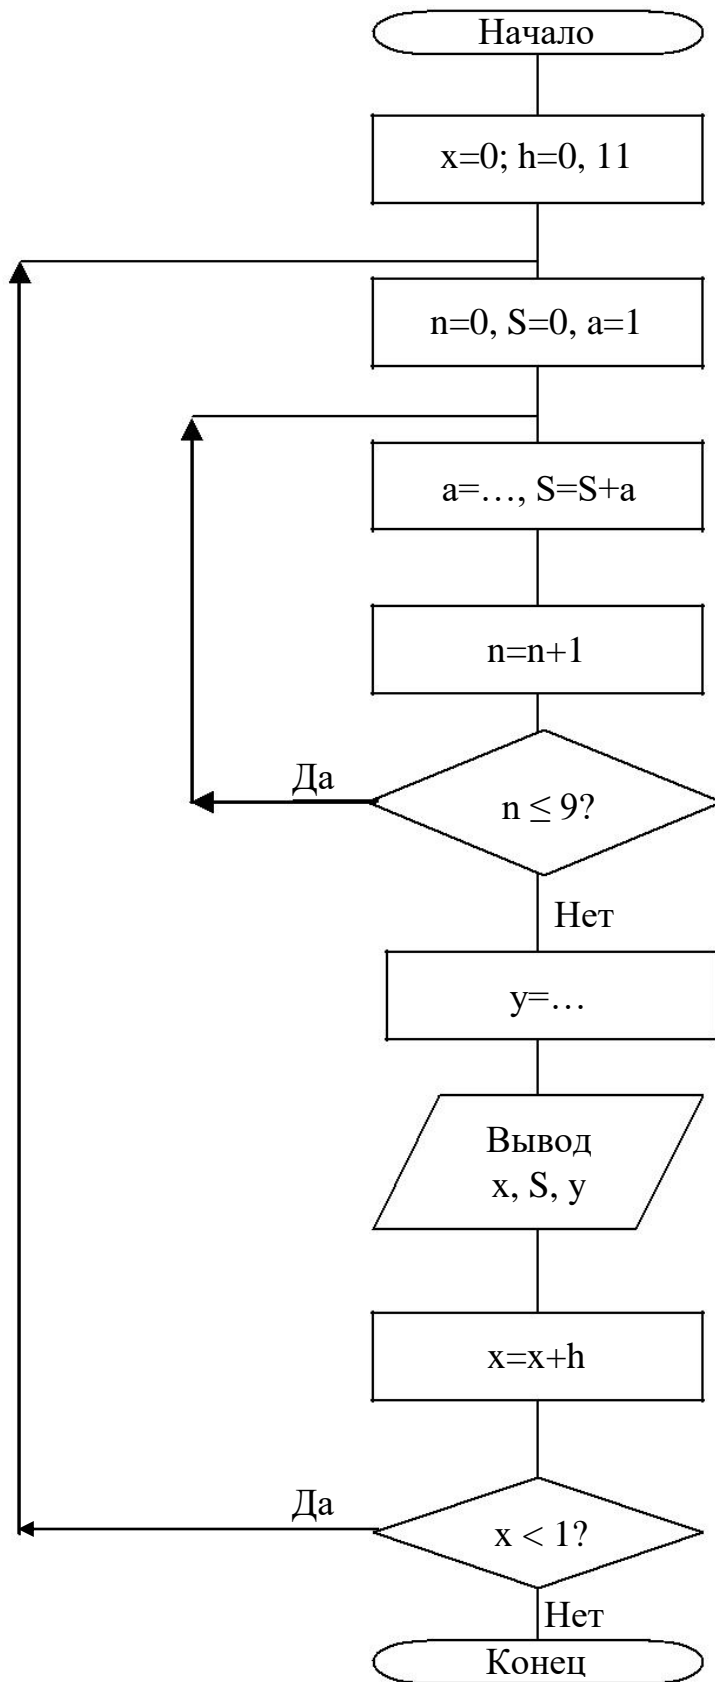 Начало
x=0; h=0, 11
n=0, S=0, a=1
a=…, S=S+a
n=n+1
Да
n ≤ 9?
Нет
y=…
Вывод
x, S, y
x=x+h
Да
x < 1?
Нет
Конец